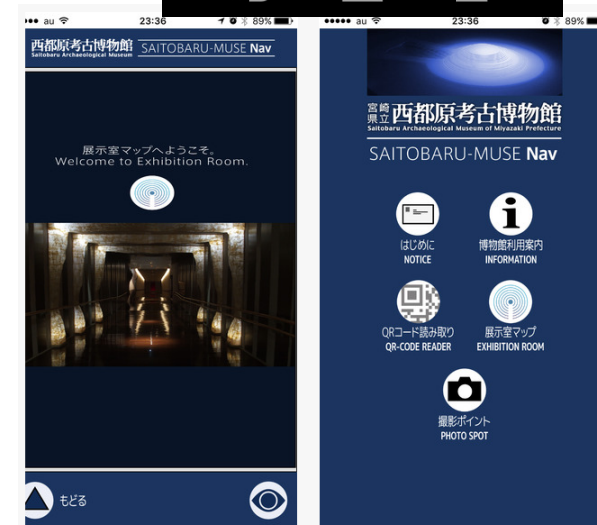 au 23:36 89%
西都原考古博物館 SAITOBARU-MUSE Nav
Saitobaru Archaeological Museum
展示室マップへようこそ。
Welcome to Exhibition Room.
もどる
au 23:36 89%
宮崎県立西都原考古博物館
Saitobaru Archaeological Museum of Miyazaki Prefecture
SAITOBARU-MUSE Nav
はじめに
NOTICE
博物館利用案内
INFORMATION
QRコード読み取り
QR-CODE READER
展示室マップ
EXHIBITION ROOM
撮影ポイント
PHOTO SPOT